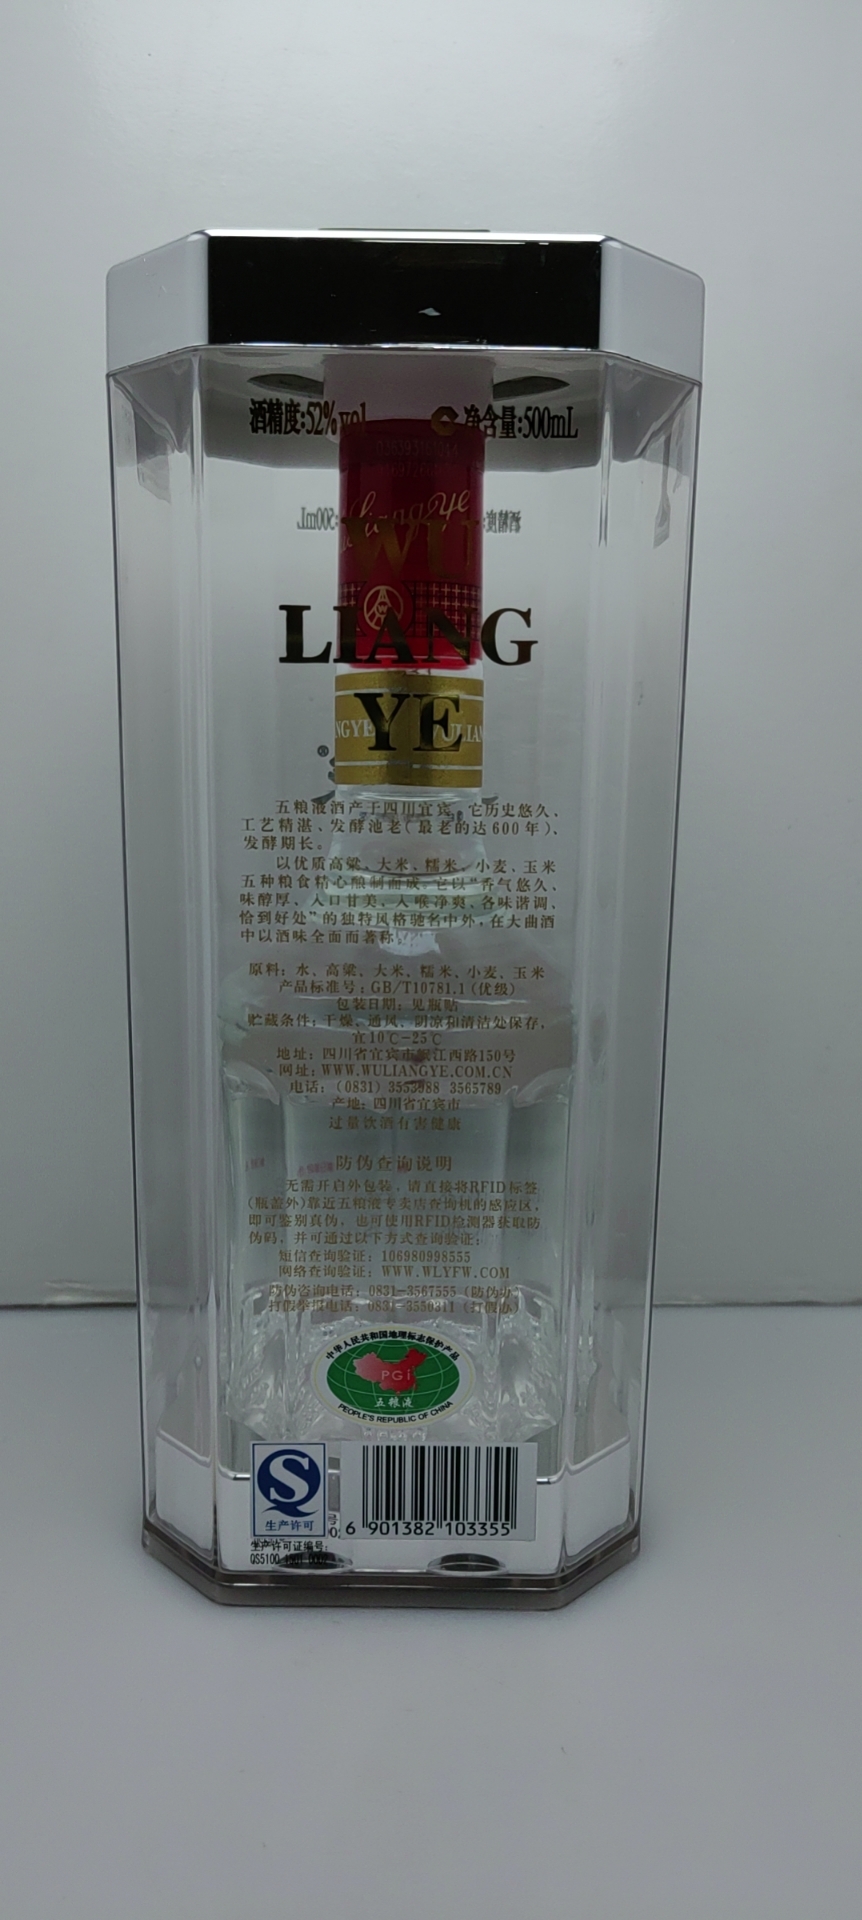 酒精度:52%vol 净含量:500mL
WU
LIANG
YE
五粮液酒产于四川宜宾。它历史悠久、
工艺精湛、发酵池老(最老的达600年)、
发酵期长。
以优质高粱、大米、糯米、小麦、玉米
五种粮食精心酿制而成。它以“香气悠久、
味醇厚、入口甘美、入喉净爽、各味谐调、
恰到好处”的独特风格驰名中外,在大曲酒
中以酒味全面而著称。
原料: 水、高粱、大米、糯米、小麦、玉米
产品标准号: GB/T10781.1(优级)
包装日期: 见瓶贴
贮藏条件: 干燥、通风、阴凉和清洁处保存,
宜10℃-25℃
地址: 四川省宜宾市岷江西路150号
网址: WWW.WULIANGYE.COM.CN
电话: (0831) 3553988 3565789
产地: 四川省宜宾市
过量饮酒有害健康
防伪查询说明
无需开启外包装,请直接将RFID标签
(瓶盖外)靠近五粮液专卖店查询机的感应区,
即可鉴别真伪,也可使用RFID检测器获取防
伪码,并可通过以下方式查询验证:
短信查询验证: 106980998555
网络查询验证: WWW.WLYFW.COM
防伪咨询电话: 0831-3567555 (防伪办)
打假举报电话: 0831-3550311 (打假办)
中华人民共和国地理标志保护产品
PGi
五粮液
PEOPLE'S REPUBLIC OF CHINA
生产许可
6 901382 103355
生产许可证编号:
QS5100